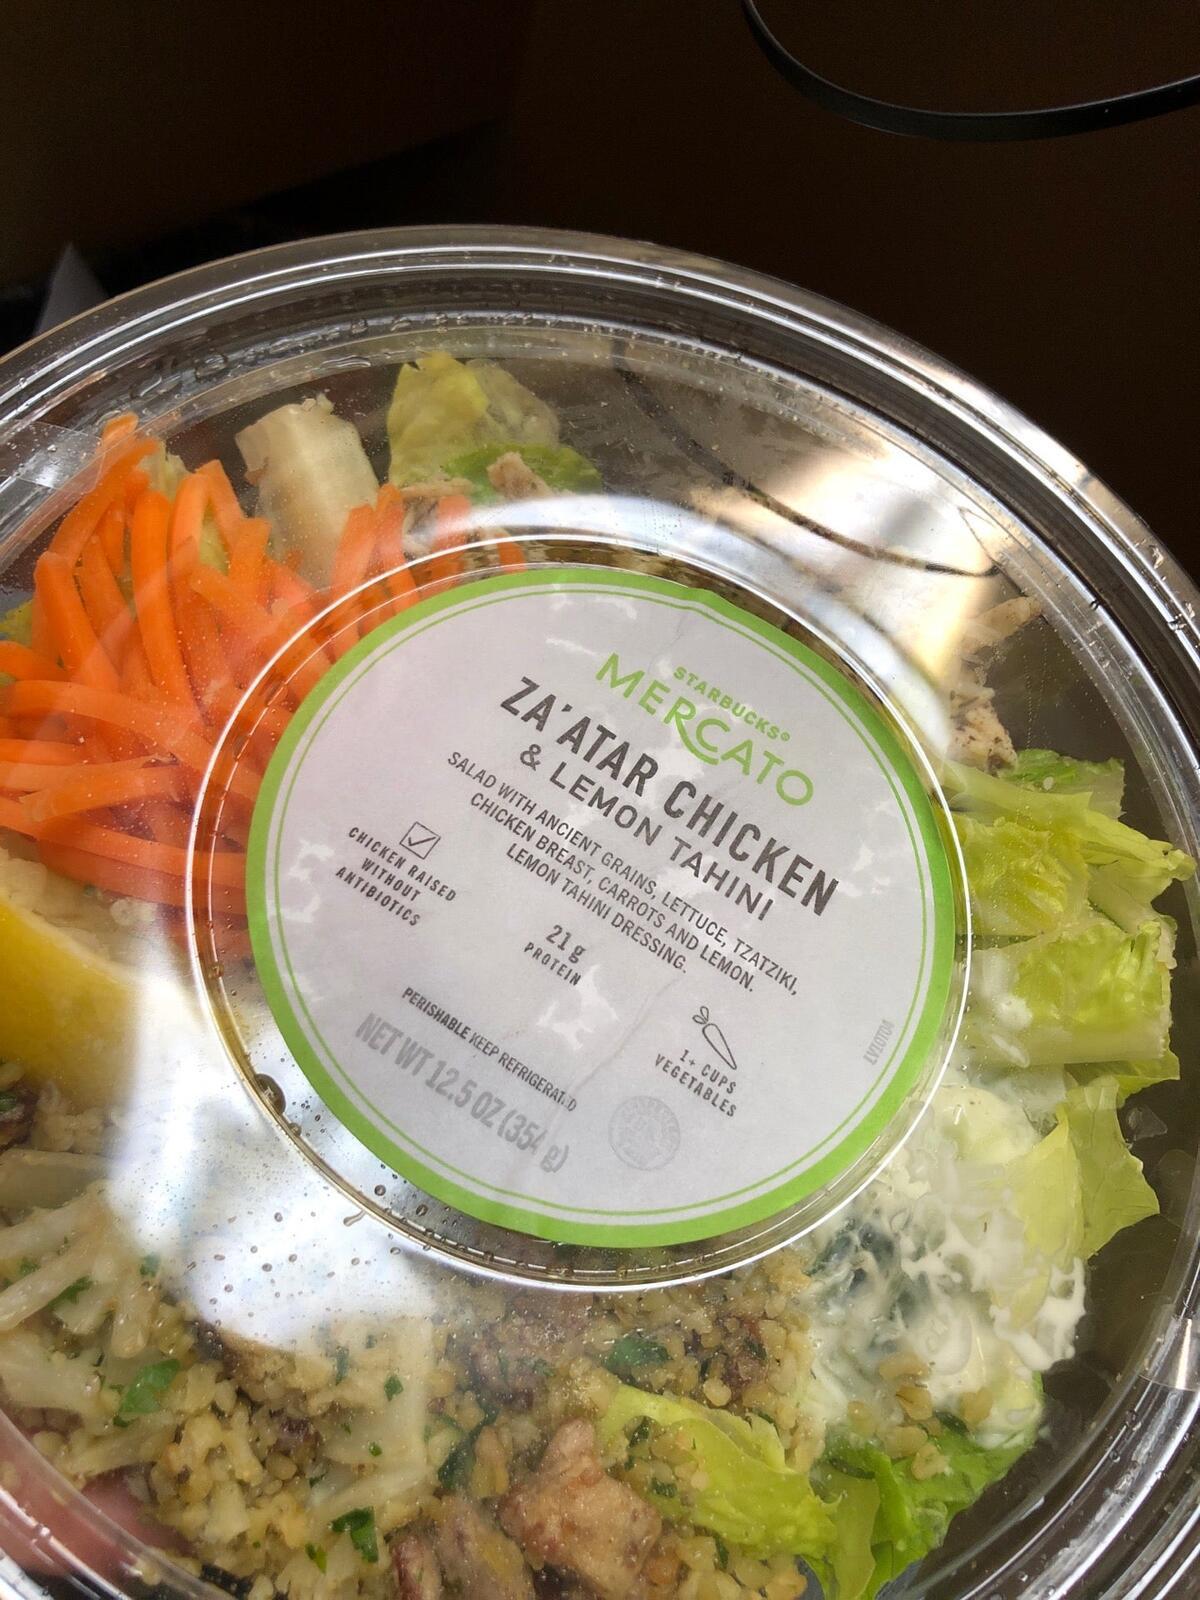 STARBUCKS®
MERCATO
ZA'ATAR CHICKEN
& LEMON TAHINI
SALAD WITH ANCIENT GRAINS, LETTUCE, TZATZIKI,
CHICKEN BREAST, CARROTS AND LEMON.
LEMON TAHINI DRESSING.
CHICKEN RAISED
WITHOUT
ANTIBIOTICS
21 g
PROTEIN
1+ CUPS
VEGETABLES
PERISHABLE KEEP REFRIGERATED
NET WT 12.5 OZ (354 g)